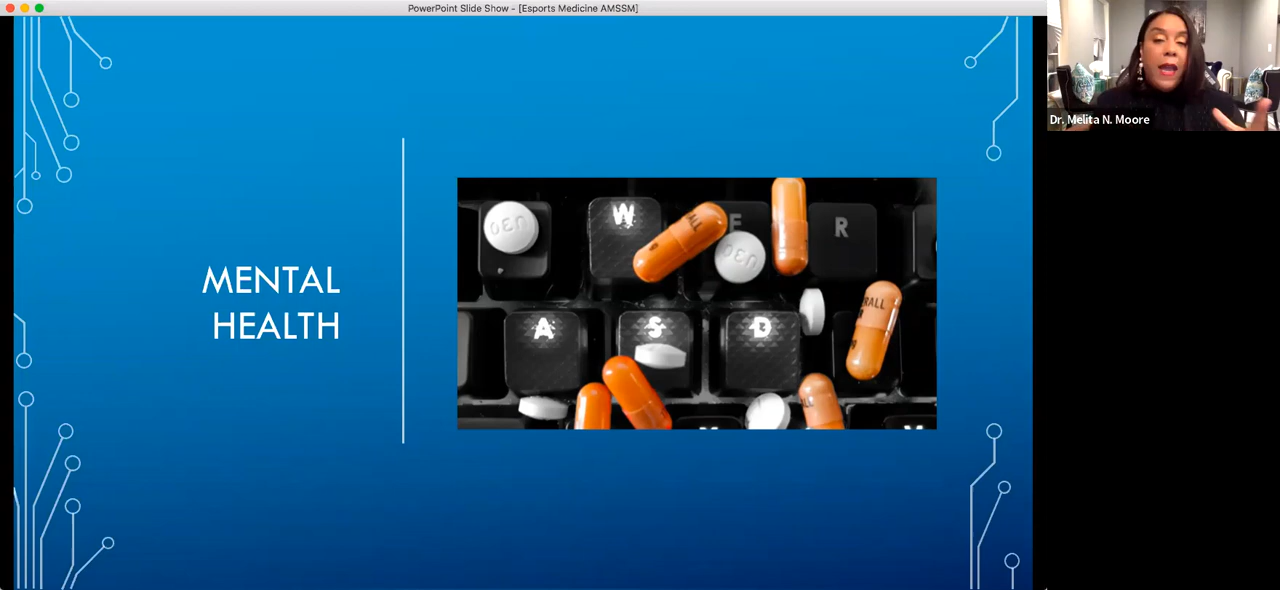 PowerPoint Slide Show - [Esports Medicine AMSSM]
Dr. Melita N. Moore
MENTAL
HEALTH
W
R
A
S
D